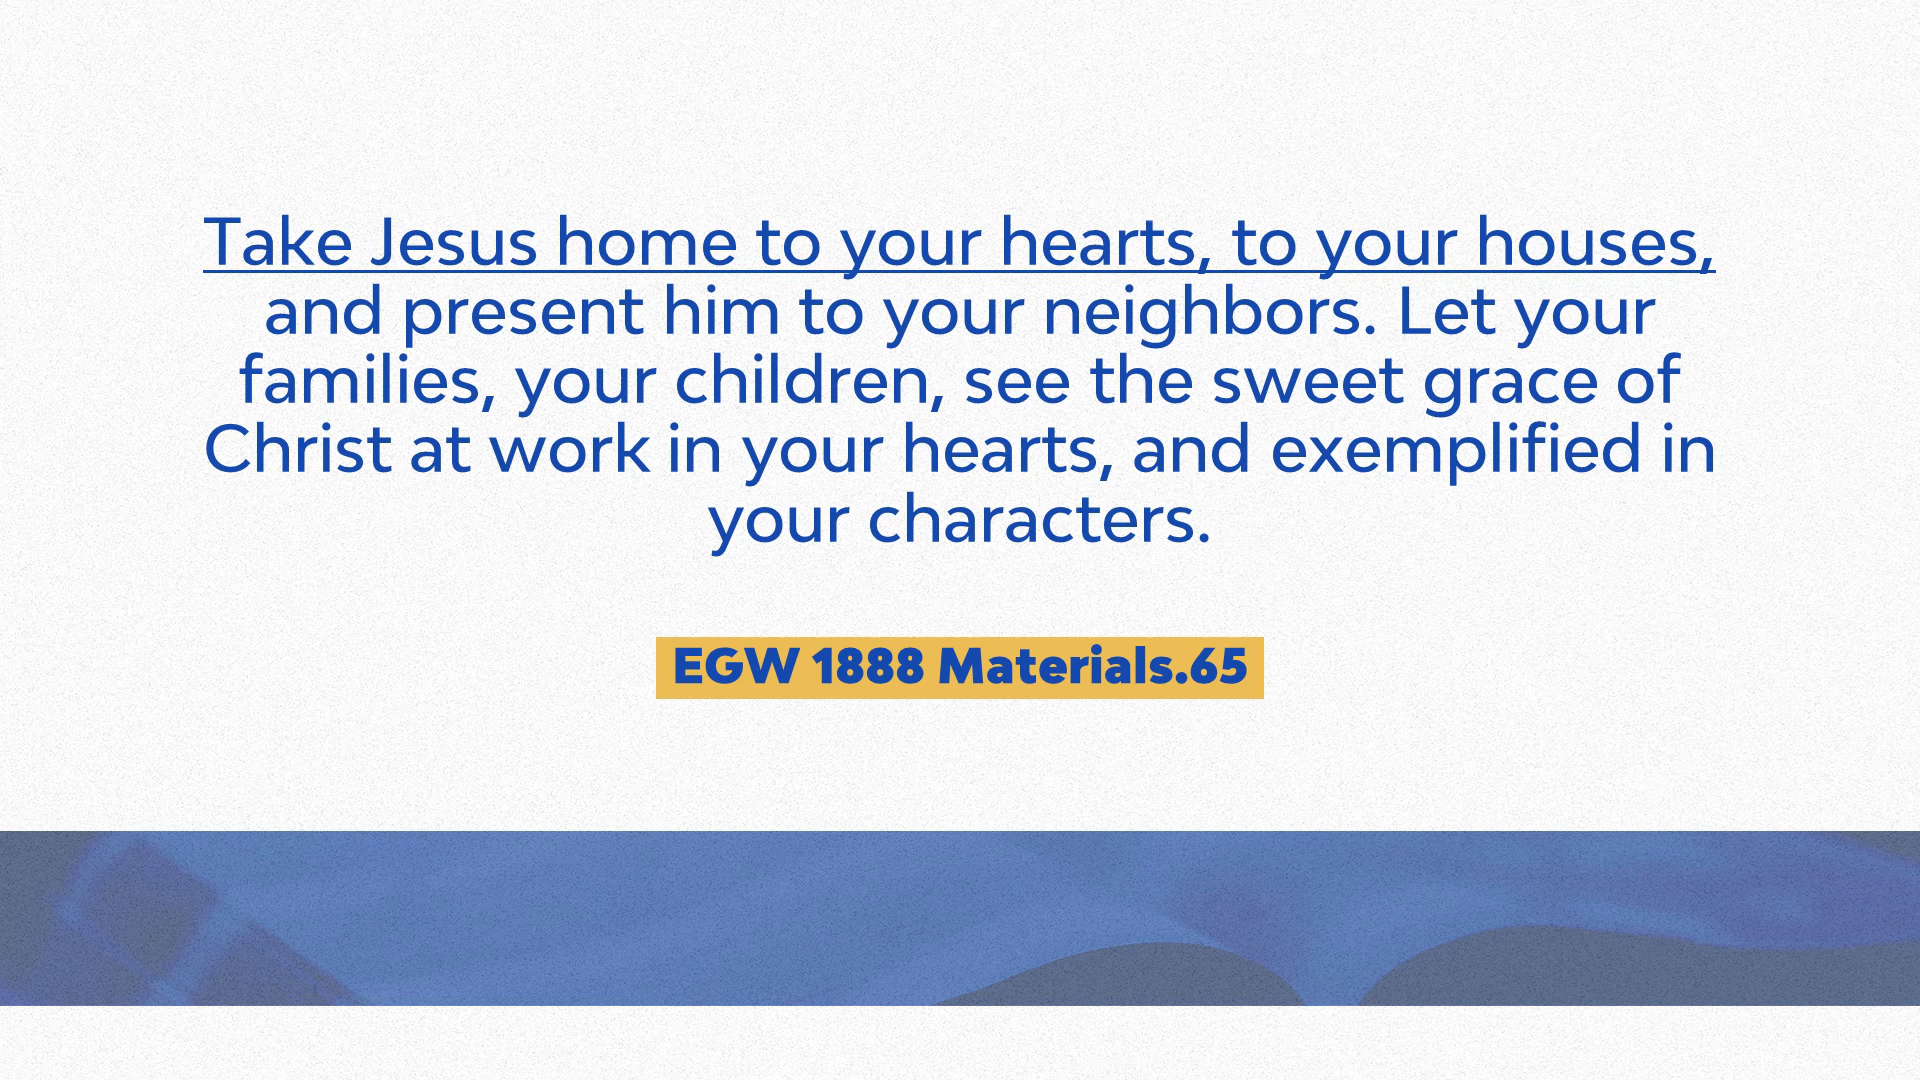 Take Jesus home to your hearts, to your houses,
and present him to your neighbors. Let your
families, your children, see the sweet grace of
Christ at work in your hearts, and exemplified in
your characters.
EGW 1888 Materials.65